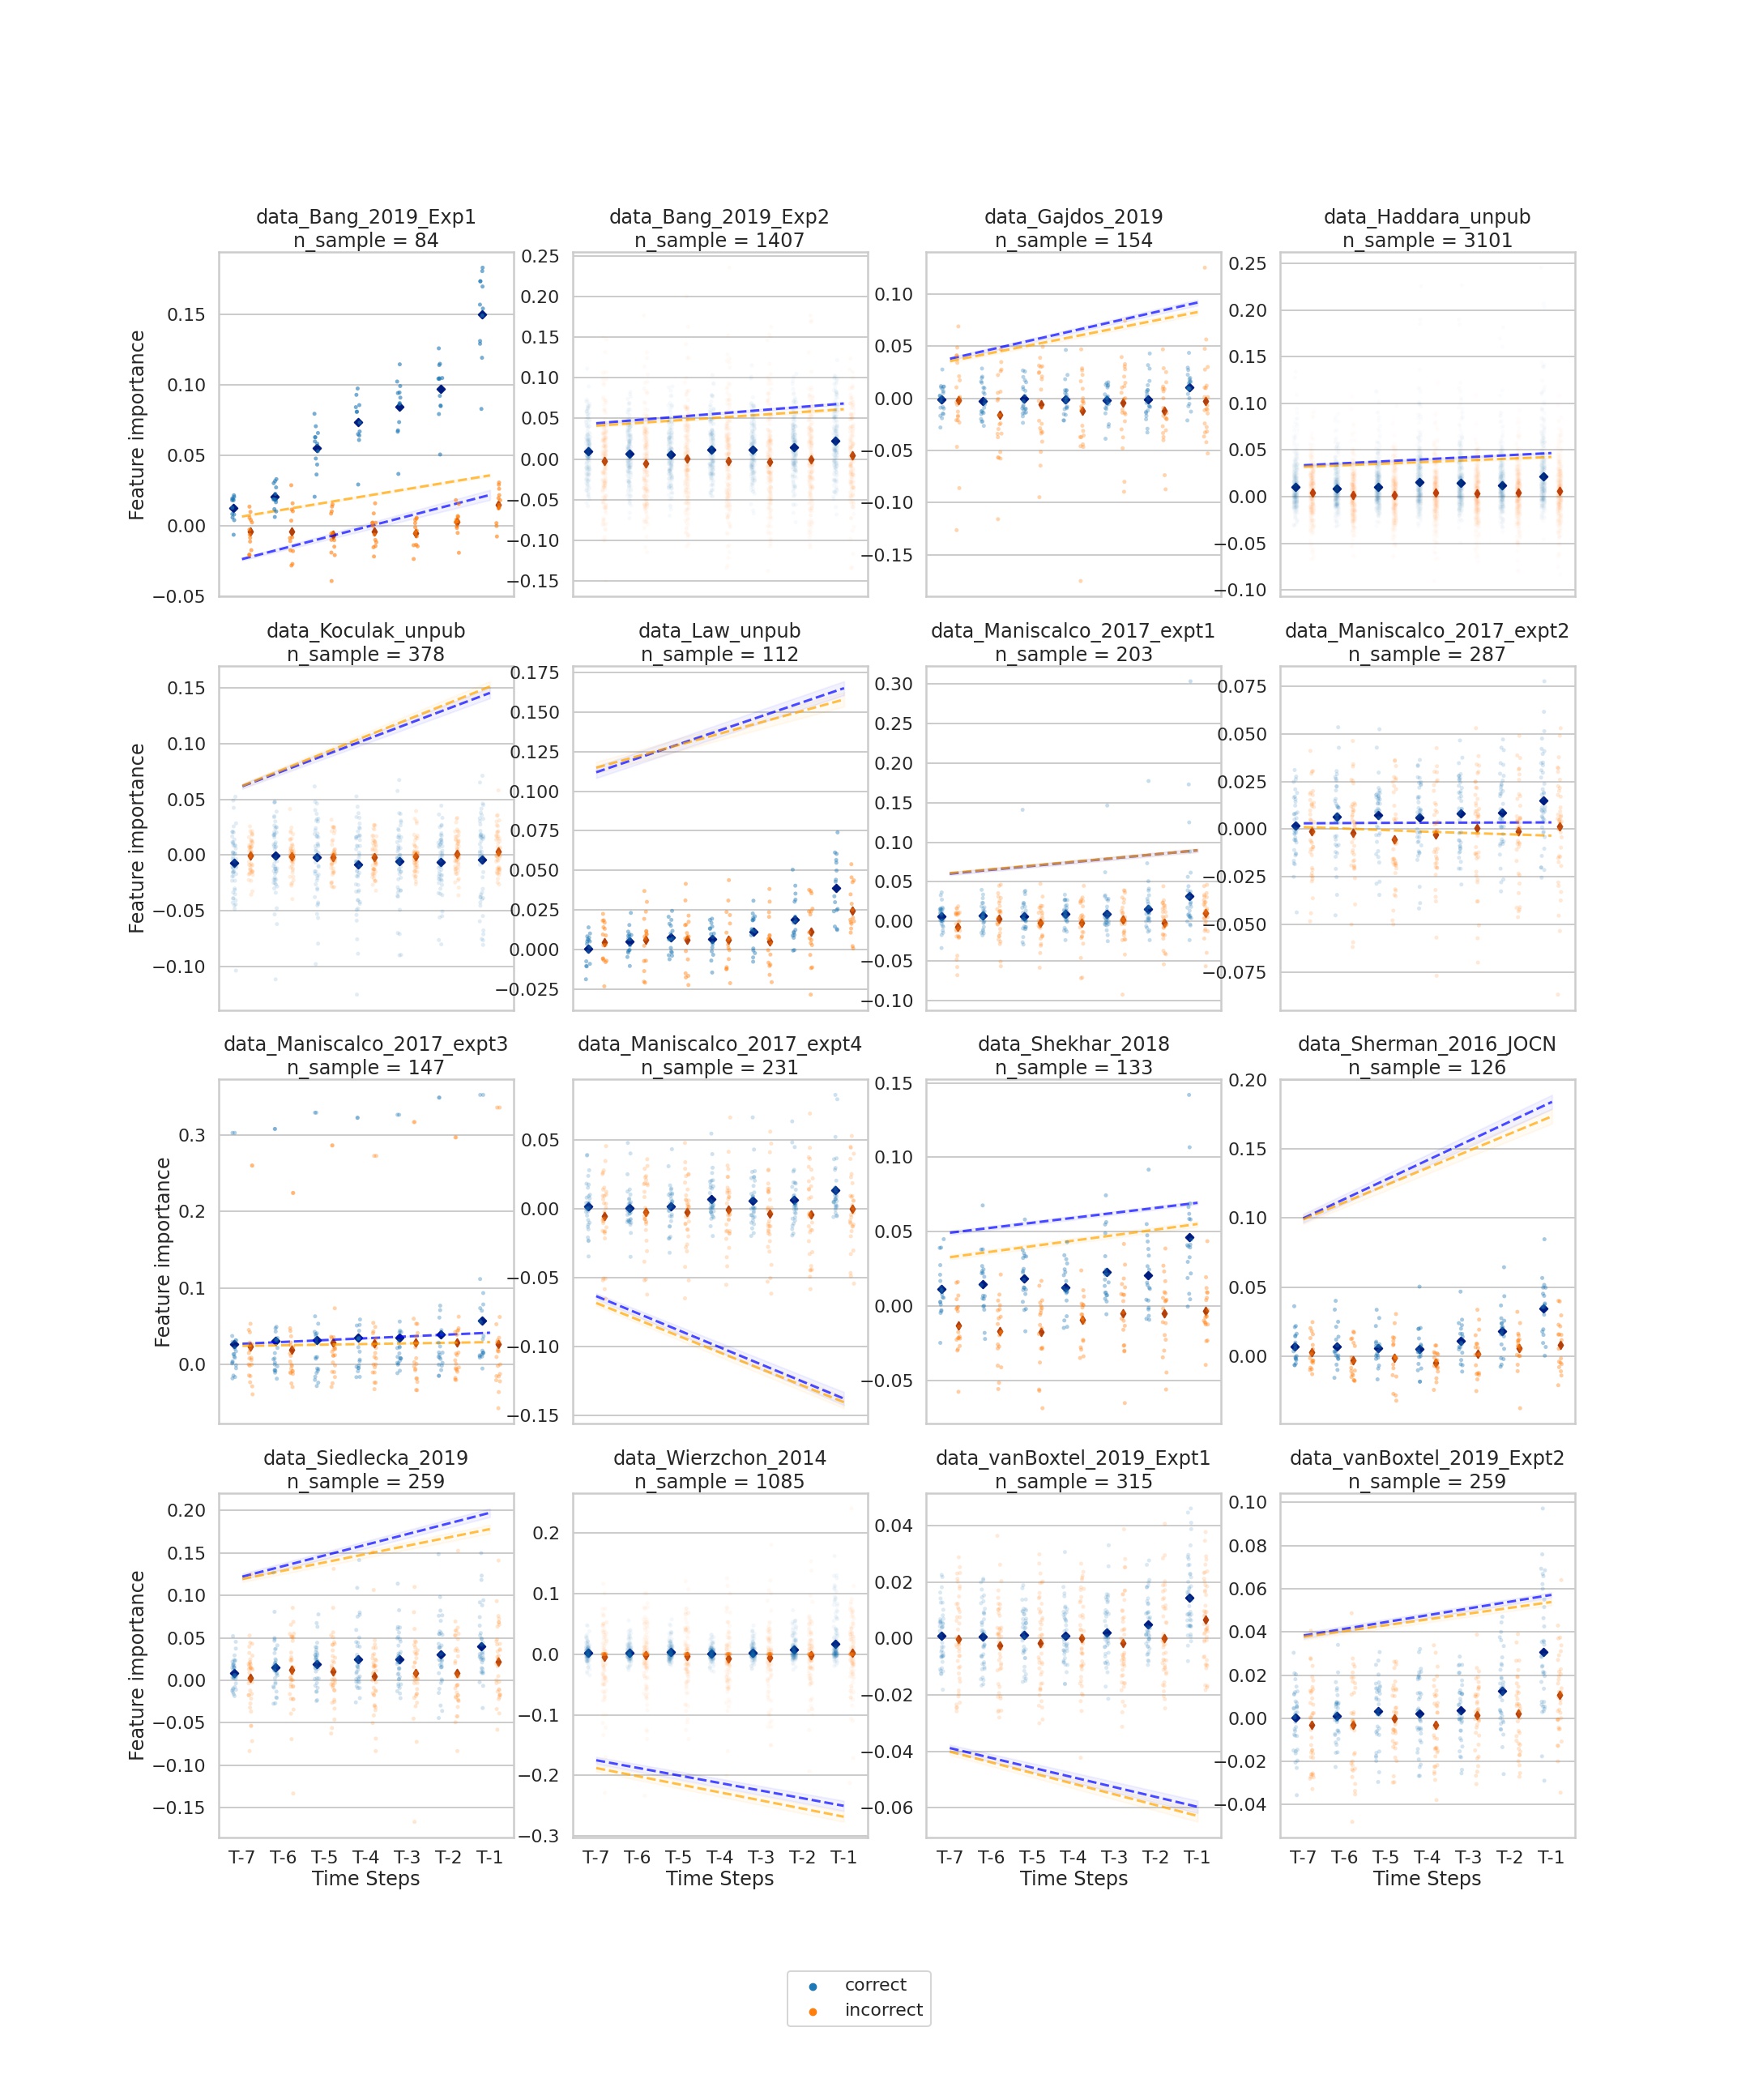 data_Bang_2019_Exp1
n_sample = 84
data_Bang_2019_Exp2
n_sample = 1407
data_Gajdos_2019
n_sample = 154
data_Haddara_unpub
n_sample = 3101
Feature importance
0.15
0.10
0.05
0.00
−0.05
0.25
0.20
0.15
0.10
0.05
0.00
−0.05
−0.10
−0.15
0.10
0.05
0.00
−0.05
−0.10
−0.15
0.25
0.20
0.15
0.10
0.05
0.00
−0.05
−0.10
data_Koculak_unpub
n_sample = 378
data_Law_unpub
n_sample = 112
data_Maniscalco_2017_expt1
n_sample = 203
data_Maniscalco_2017_expt2
n_sample = 287
Feature importance
0.15
0.10
0.05
0.00
−0.05
−0.10
0.175
0.150
0.125
0.100
0.075
0.050
0.025
0.000
−0.025
0.30
0.25
0.20
0.15
0.10
0.05
0.00
−0.05
−0.10
0.075
0.050
0.025
0.000
−0.025
−0.050
−0.075
data_Maniscalco_2017_expt3
n_sample = 147
data_Maniscalco_2017_expt4
n_sample = 231
data_Shekhar_2018
n_sample = 133
data_Sherman_2016_JOCN
n_sample = 126
Feature importance
0.3
0.2
0.1
0.0
0.05
0.00
−0.05
−0.10
−0.15
0.15
0.10
0.05
0.00
−0.05
0.20
0.15
0.10
0.05
0.00
data_Siedlecka_2019
n_sample = 259
data_Wierzchon_2014
n_sample = 1085
data_vanBoxtel_2019_Expt1
n_sample = 315
data_vanBoxtel_2019_Expt2
n_sample = 259
Feature importance
0.20
0.15
0.10
0.05
0.00
−0.05
−0.10
−0.15
0.2
0.1
0.0
−0.1
−0.2
−0.3
0.04
0.02
0.00
−0.02
−0.04
−0.06
0.10
0.08
0.06
0.04
0.02
0.00
−0.02
−0.04
T-7 T-6 T-5 T-4 T-3 T-2 T-1
Time Steps
T-7 T-6 T-5 T-4 T-3 T-2 T-1
Time Steps
T-7 T-6 T-5 T-4 T-3 T-2 T-1
Time Steps
T-7 T-6 T-5 T-4 T-3 T-2 T-1
Time Steps
correct
incorrect